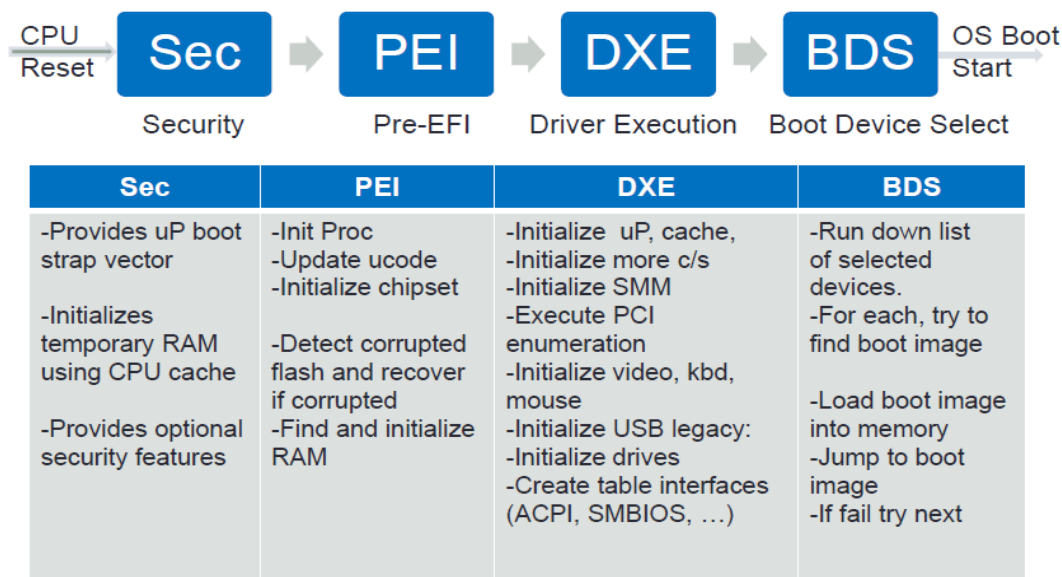 CPU
Reset
Sec
PEI
DXE
BDS
OS Boot
Start
Security
Pre-EFI
Driver Execution
Boot Device Select
Sec
-Provides uP boot
strap vector
-Initializes
temporary RAM
using CPU cache
-Provides optional
security features
PEI
-Init Proc
-Update ucode
-Initialize chipset
-Detect corrupted
flash and recover
if corrupted
-Find and initialize
RAM
DXE
-Initialize uP, cache,
-Initialize more c/s
-Initialize SMM
-Execute PCI
enumeration
-Initialize video, kbd,
mouse
-Initialize USB legacy:
-Initialize drives
-Create table interfaces
(ACPI, SMBIOS, …)
BDS
-Run down list
of selected
devices.
-For each, try to
find boot image
-Load boot image
into memory
-Jump to boot
image
-If fail try next